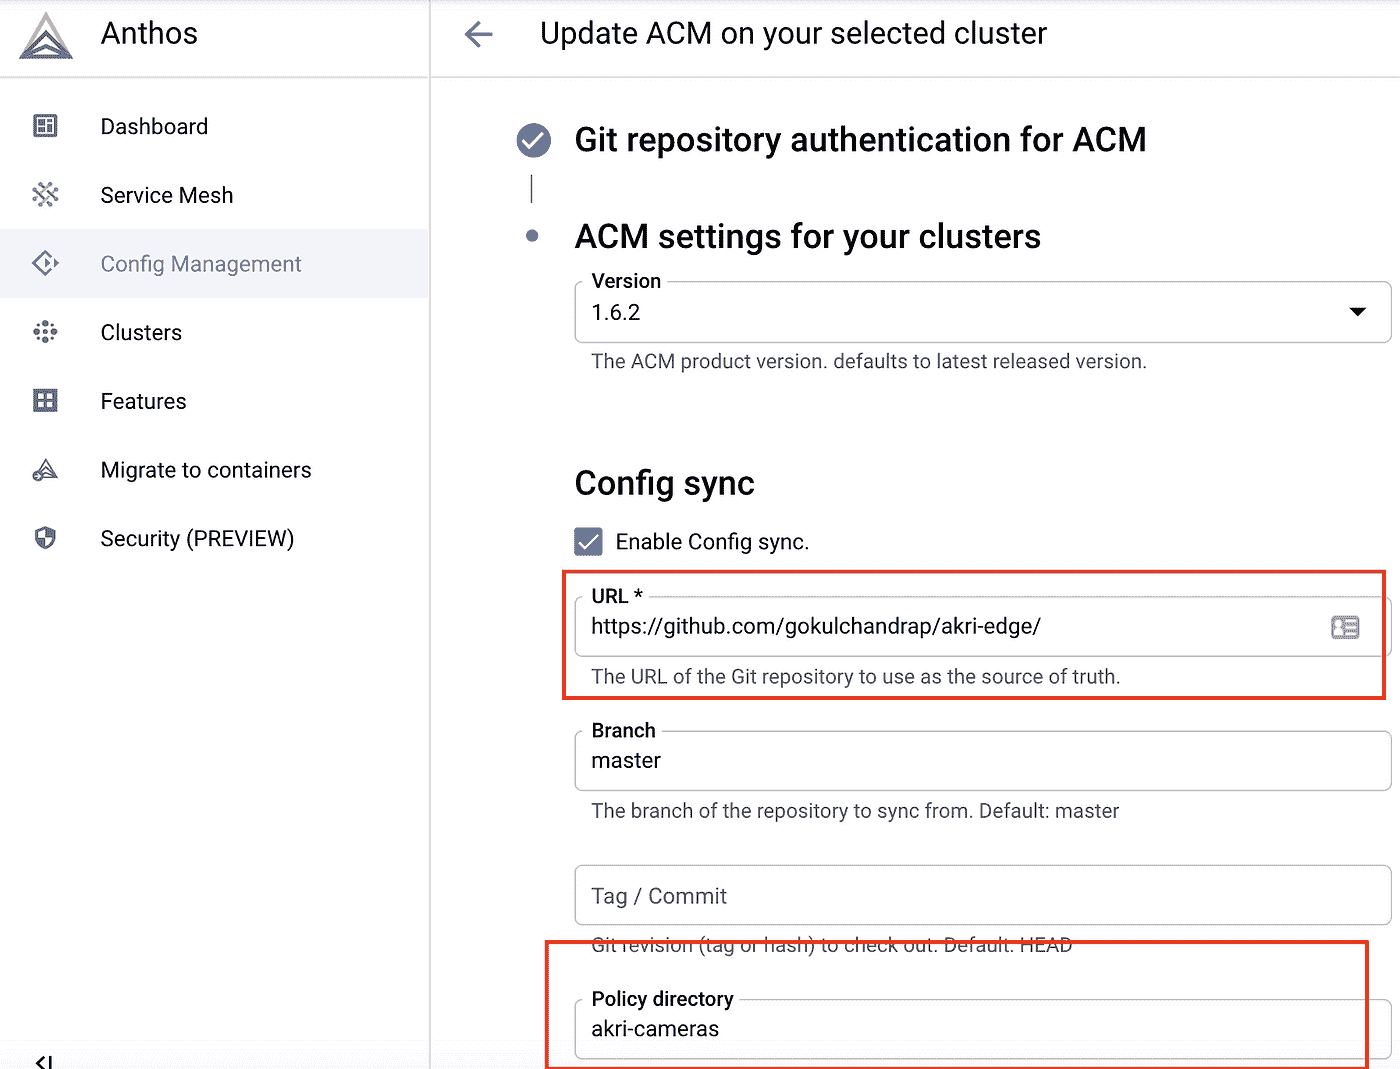 Anthos
Update ACM on your selected cluster
Dashboard
Service Mesh
Config Management
Clusters
Features
Migrate to containers
Security (PREVIEW)
Git repository authentication for ACM
ACM settings for your clusters
Version
1.6.2
The ACM product version. defaults to latest released version.
Config sync
Enable Config sync.
URL *
https://github.com/gokulchandrap/akri-edge/
The URL of the Git repository to use as the source of truth.
Branch
master
The branch of the repository to sync from. Default: master
Tag / Commit
Git revision (tag or hash) to check out. Default: HEAD
Policy directory
akri-cameras